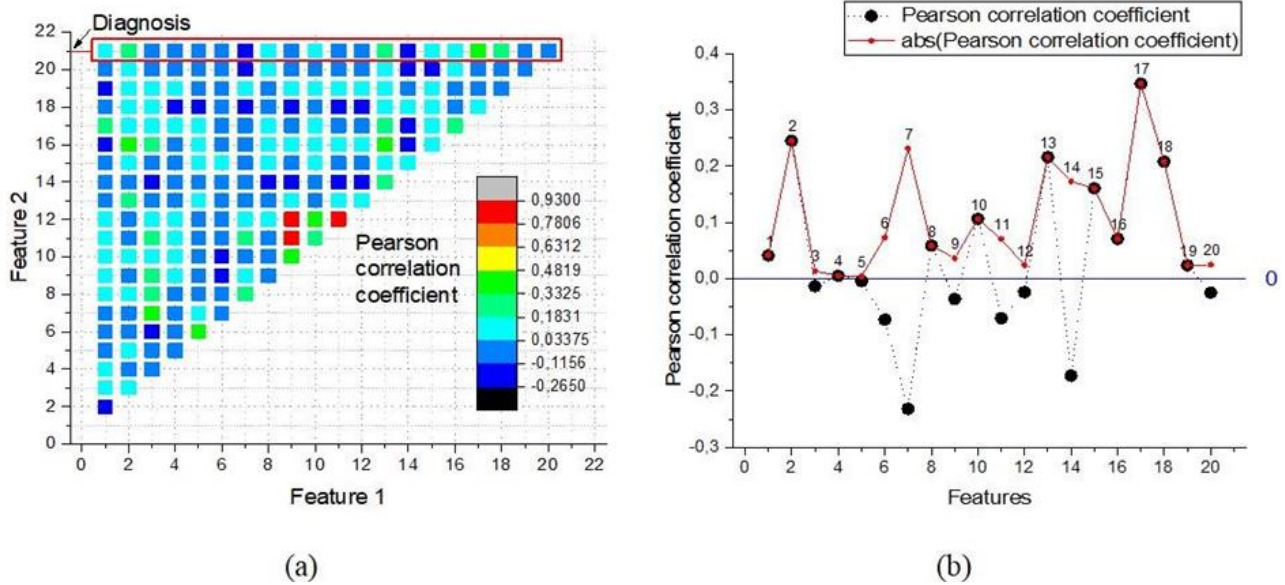 Diagnosis
22
20
18
16
14
12
10
8
6
4
2
0
Feature 2
0 2 4 6 8 10 12 14 16 18 20 22
Feature 1
Pearson
correlation
coefficient
0,9300
0,7806
0,6312
0,4819
0,3325
0,1831
0,03375
-0,1156
-0,2650
(a)
Pearson correlation coefficient
abs(Pearson correlation coefficient)
0,4
0,3
0,2
0,1
0,0
-0,1
-0,2
-0,3
Pearson correlation coefficient
1 2 3 4 5 6 7 8 9 10 11 12 13 14 15 16 17 18 19 20
0
0 2 4 6 8 10 12 14 16 18 20
Features
(b)